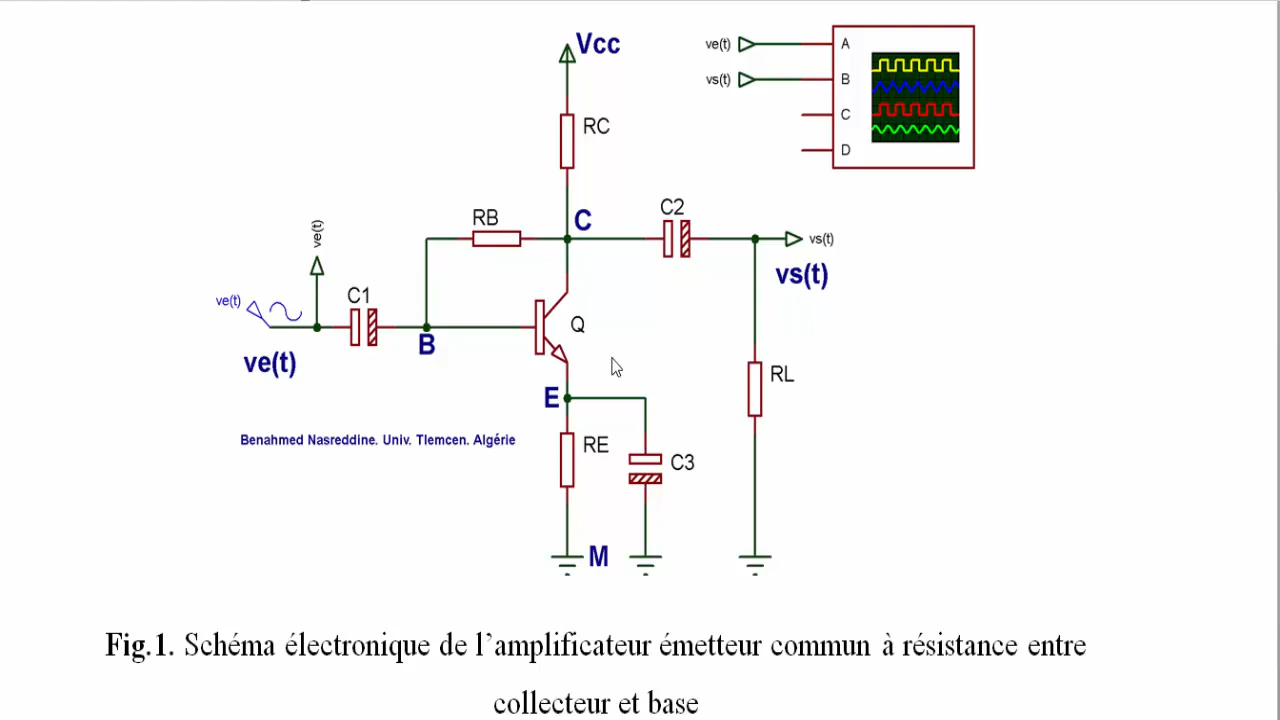 Vcc
ve(t)
A
vs(t)
B
C
D
RC
RB
C
C2
vs(t)
vs(t)
ve(t)
ve(t)
C1
Q
B
ve(t)
RL
E
Benahmed Nasreddine. Univ. Tlemcen. Algérie
RE
C3
M
Fig.1. Schéma électronique de l’amplificateur émetteur commun à résistance entre
collecteur et base